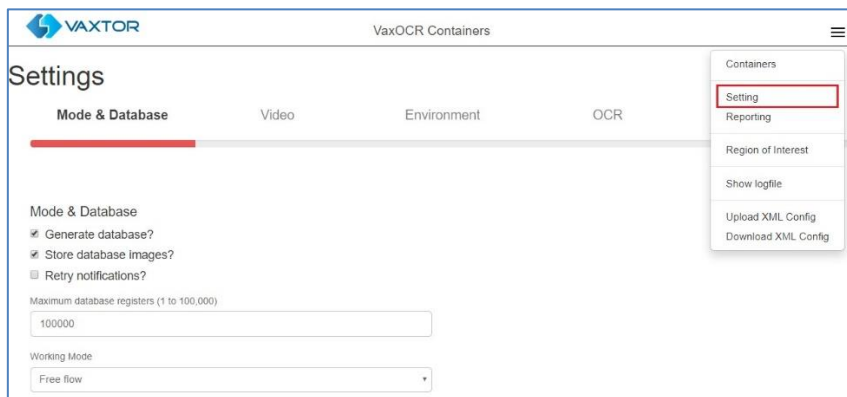 VAXTOR
VaxOCR Containers
Settings
Mode & Database
Video
Environment
OCR
Containers
Setting
Reporting
Region of Interest
Show logfile
Upload XML Config
Download XML Config
Mode & Database
Generate database?
Store database images?
Retry notifications?
Maximum database registers (1 to 100,000)
100000
Working Mode
Free flow